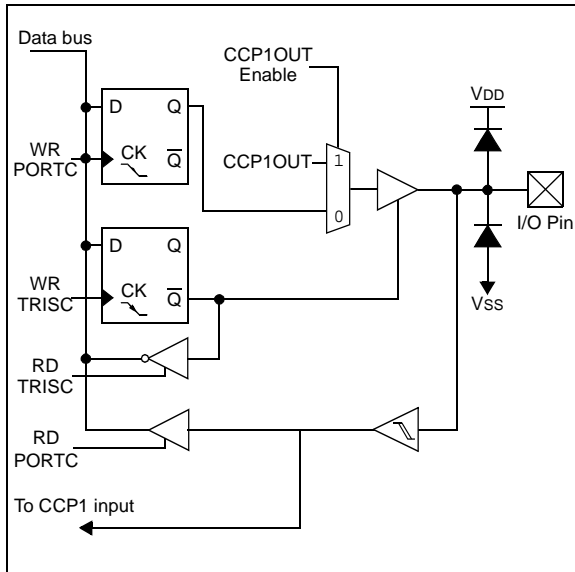 Data bus
CCP1OUT
Enable
VDD
D Q
WR
PORTC
CK
Q
CCP1OUT
1
0
I/O Pin
D Q
WR
TRISC
CK
Q
VSS
RD
TRISC
RD
PORTC
To CCP1 input